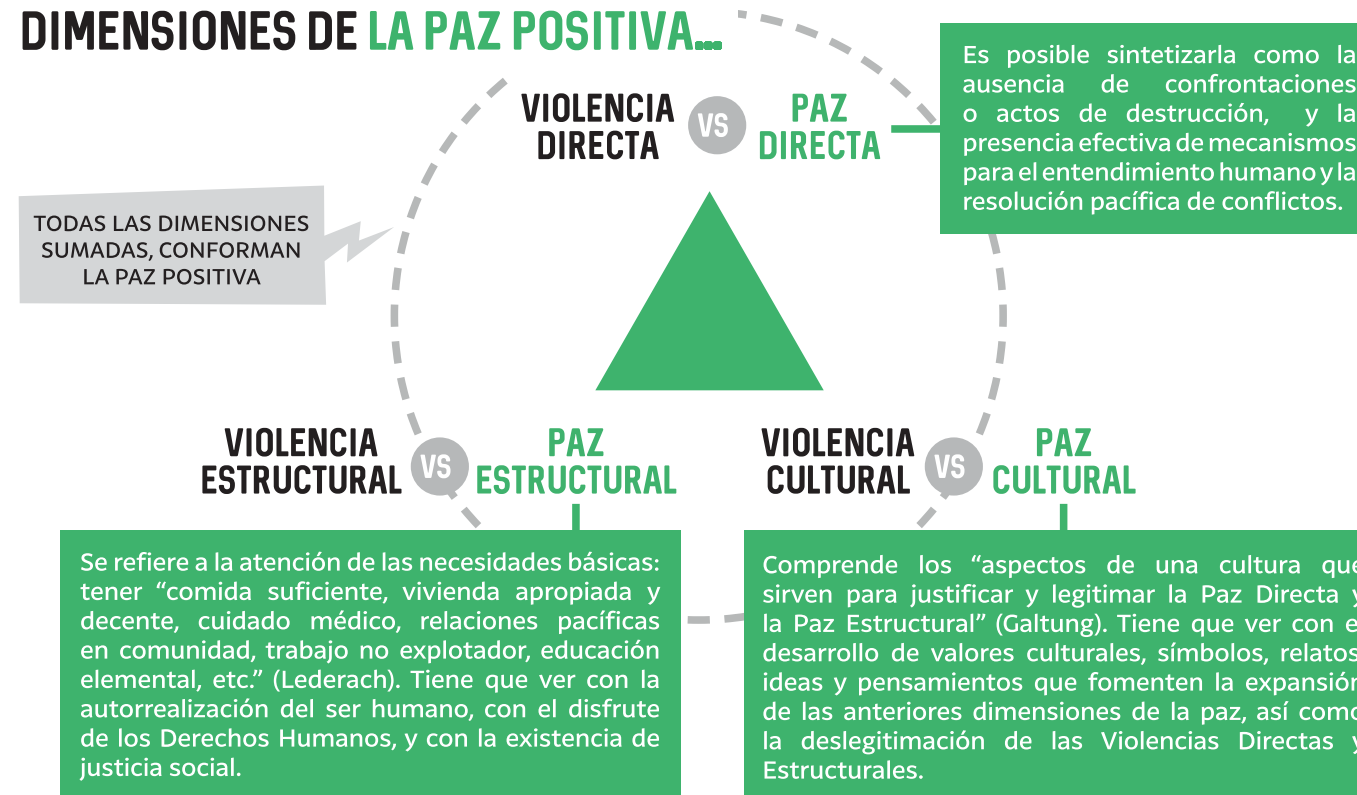 DIMENSIONES DE LA PAZ POSITIVA...
VIOLENCIA
DIRECTA
VS
PAZ
DIRECTA
Es posible sintetizarla como la
ausencia de confrontaciones
o actos de destrucción, y la
presencia efectiva de mecanismos
para el entendimiento humano y la
resolución pacífica de conflictos.
TODAS LAS DIMENSIONES
SUMADAS, CONFORMAN
LA PAZ POSITIVA
VIOLENCIA
ESTRUCTURAL
VS
PAZ
ESTRUCTURAL
Se refiere a la atención de las necesidades básicas:
tener “comida suficiente, vivienda apropiada y
decente, cuidado médico, relaciones pacíficas
en comunidad, trabajo no explotador, educación
elemental, etc.” (Lederach). Tiene que ver con la
autorrealización del ser humano, con el disfrute
de los Derechos Humanos, y con la existencia de
justicia social.
VIOLENCIA
CULTURAL
VS
PAZ
CULTURAL
Comprende los “aspectos de una cultura que
sirven para justificar y legitimar la Paz Directa y
la Paz Estructural” (Galtung). Tiene que ver con el
desarrollo de valores culturales, símbolos, relatos
ideas y pensamientos que fomenten la expansión
de las anteriores dimensiones de la paz, así como
la deslegitimación de las Violencias Directas y
Estructurales.